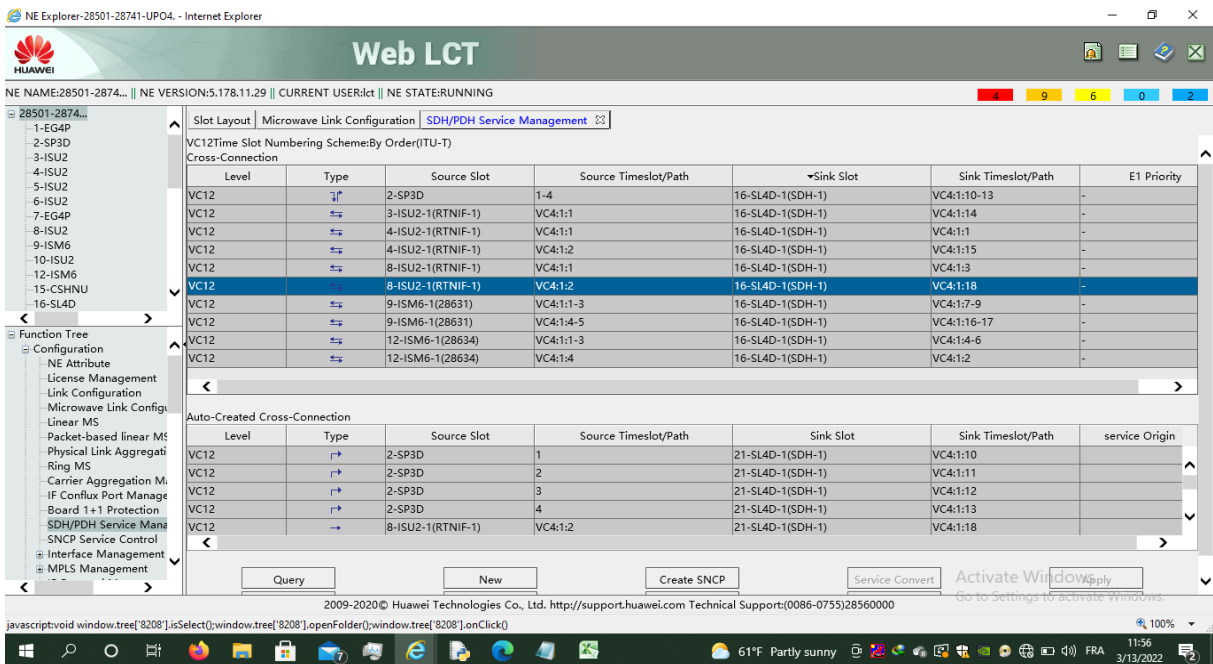 NE Explorer-28501-28741-UPO4. - Internet Explorer
HUAWEI
Web LCT
NE NAME:28501-2874... || NE VERSION:5.178.11.29 || CURRENT USER:lct || NE STATE:RUNNING
4 9 6 0 2
28501-2874...
1-EG4P
2-SP3D
3-ISU2
4-ISU2
5-ISU2
6-ISU2
7-EG4P
8-ISU2
9-ISM6
10-ISU2
12-ISM6
15-CSHNU
16-SL4D
Function Tree
Configuration
NE Attribute
License Management
Link Configuration
Microwave Link Configu
Linear MS
Packet-based linear MS
Physical Link Aggregati
Ring MS
Carrier Aggregation Ma
IF Conflux Port Manage
Board 1+1 Protection
SDH/PDH Service Mana
SNCP Service Control
Interface Management
MPLS Management
Slot Layout Microwave Link Configuration SDH/PDH Service Management
VC12Time Slot Numbering Scheme:By Order(ITU-T)
Cross-Connection
Level Type Source Slot Source Timeslot/Path Sink Slot Sink Timeslot/Path E1 Priority
VC12 2-SP3D 1-4 16-SL4D-1(SDH-1) VC4:1:10-13 -
VC12 3-ISU2-1(RTNIF-1) VC4:1:1 16-SL4D-1(SDH-1) VC4:1:14 -
VC12 4-ISU2-1(RTNIF-1) VC4:1:1 16-SL4D-1(SDH-1) VC4:1:1 -
VC12 4-ISU2-1(RTNIF-1) VC4:1:2 16-SL4D-1(SDH-1) VC4:1:15 -
VC12 8-ISU2-1(RTNIF-1) VC4:1:1 16-SL4D-1(SDH-1) VC4:1:3 -
VC12 8-ISU2-1(RTNIF-1) VC4:1:2 16-SL4D-1(SDH-1) VC4:1:18 -
VC12 9-ISM6-1(28631) VC4:1:1-3 16-SL4D-1(SDH-1) VC4:1:7-9 -
VC12 9-ISM6-1(28631) VC4:1:4-5 16-SL4D-1(SDH-1) VC4:1:16-17 -
VC12 12-ISM6-1(28634) VC4:1:1-3 16-SL4D-1(SDH-1) VC4:1:4-6 -
VC12 12-ISM6-1(28634) VC4:1:4 16-SL4D-1(SDH-1) VC4:1:2 -
Auto-Created Cross-Connection
Level Type Source Slot Source Timeslot/Path Sink Slot Sink Timeslot/Path service Origin
VC12 2-SP3D 1 21-SL4D-1(SDH-1) VC4:1:10
VC12 2-SP3D 2 21-SL4D-1(SDH-1) VC4:1:11
VC12 2-SP3D 3 21-SL4D-1(SDH-1) VC4:1:12
VC12 2-SP3D 4 21-SL4D-1(SDH-1) VC4:1:13
VC12 8-ISU2-1(RTNIF-1) VC4:1:2 21-SL4D-1(SDH-1) VC4:1:18
Query New Create SNCP Service Convert Apply
Activate Windows
Go to Settings to activate Windows.
2009-2020© Huawei Technologies Co., Ltd. http://support.huawei.com Technical Support:(0086-0755)28560000
javascript:void window.tree['8208'].isSelect();window.tree['8208'].openFolder();window.tree['8208'].onClick()
100%
7
61°F Partly sunny
FRA
11:56
3/13/2022